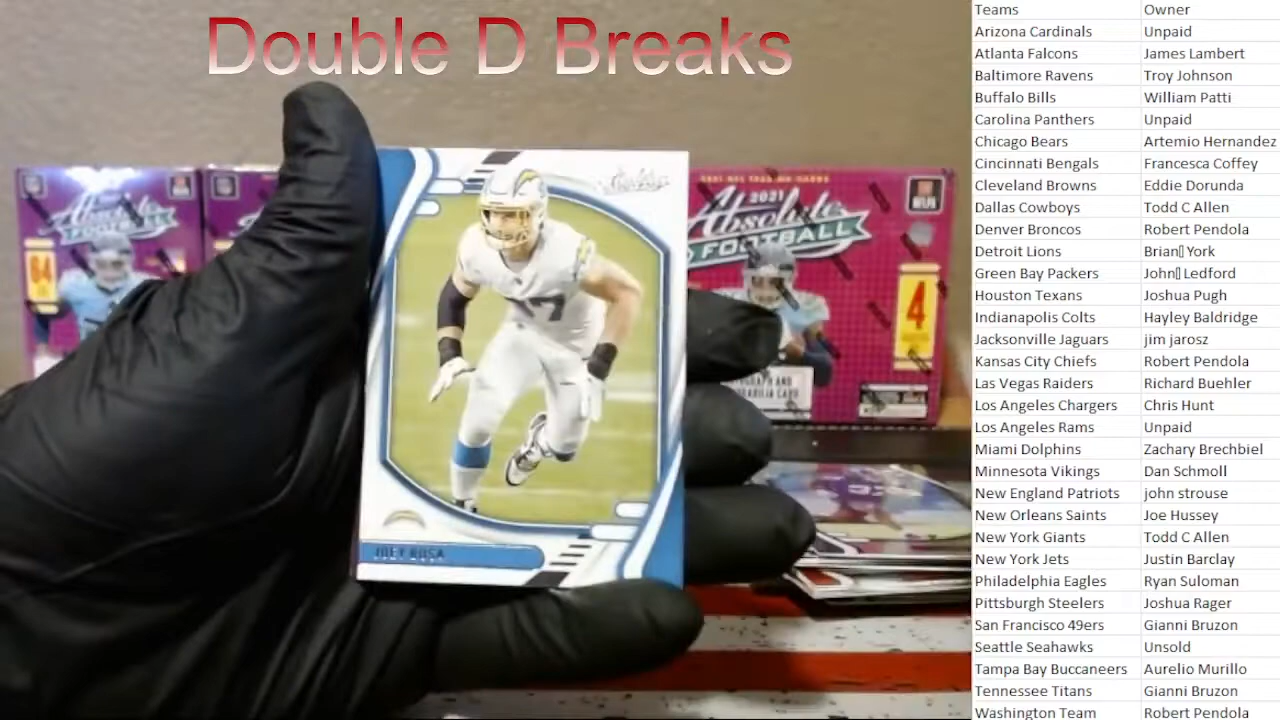 Double D Breaks
Teams Owner
Arizona Cardinals Unpaid
Atlanta Falcons James Lambert
Baltimore Ravens Troy Johnson
Buffalo Bills William Patti
Carolina Panthers Unpaid
Chicago Bears Artemio Hernandez
Cincinnati Bengals Francesca Coffey
Cleveland Browns Eddie Dorunda
Dallas Cowboys Todd C Allen
Denver Broncos Robert Pendola
Detroit Lions Brian▯ York
Green Bay Packers John▯ Ledford
Houston Texans Joshua Pugh
Indianapolis Colts Hayley Baldridge
Jacksonville Jaguars jim jarosz
Kansas City Chiefs Robert Pendola
Las Vegas Raiders Richard Buehler
Los Angeles Chargers Chris Hunt
Los Angeles Rams Unpaid
Miami Dolphins Zachary Brechbiel
Minnesota Vikings Dan Schmoll
New England Patriots john strouse
New Orleans Saints Joe Hussey
New York Giants Todd C Allen
New York Jets Justin Barclay
Philadelphia Eagles Ryan Suloman
Pittsburgh Steelers Joshua Rager
San Francisco 49ers Gianni Bruzon
Seattle Seahawks Unsold
Tampa Bay Buccaneers Aurelio Murillo
Tennessee Titans Gianni Bruzon
Washington Team Robert Pendola
Absolute
FOOTBALL
64
2021
Absolute
FOOTBALL
NFLPA
4
JOEY BOSA